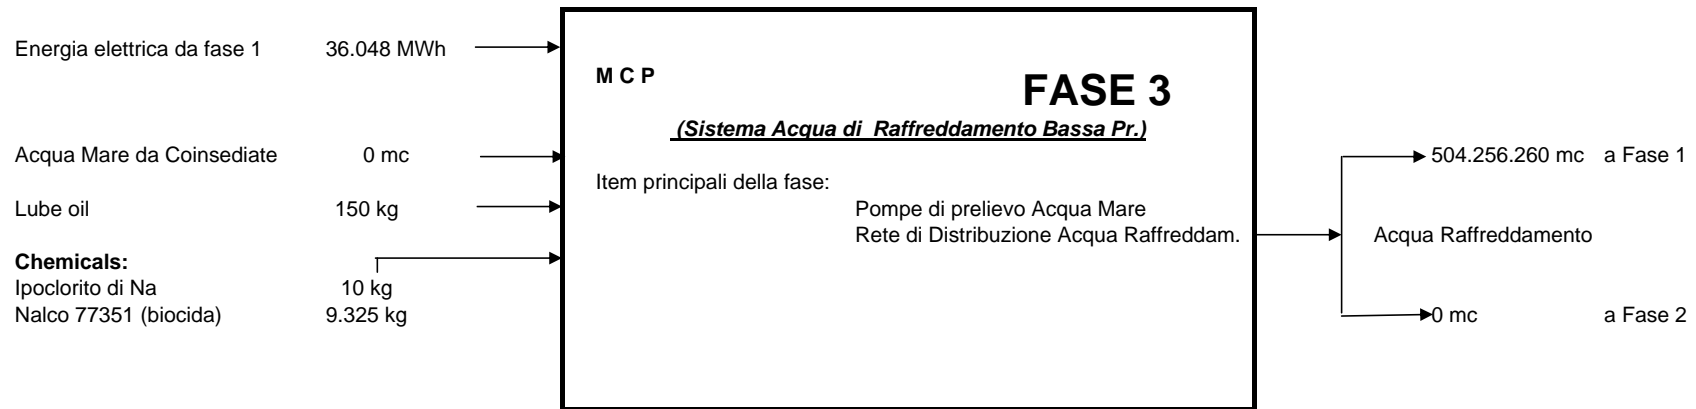 Energia elettrica da fase 1 36.048 MWh
M C P
FASE 3
(Sistema Acqua di Raffreddamento Bassa Pr.)
Acqua Mare da Coinsediate 0 mc
504.256.260 mc a Fase 1
Item principali della fase:
Lube oil 150 kg
Pompe di prelievo Acqua Mare
Rete di Distribuzione Acqua Raffreddam.
Acqua Raffreddamento
Chemicals:
Ipoclorito di Na 10 kg
Nalco 77351 (biocida) 9.325 kg
0 mc a Fase 2